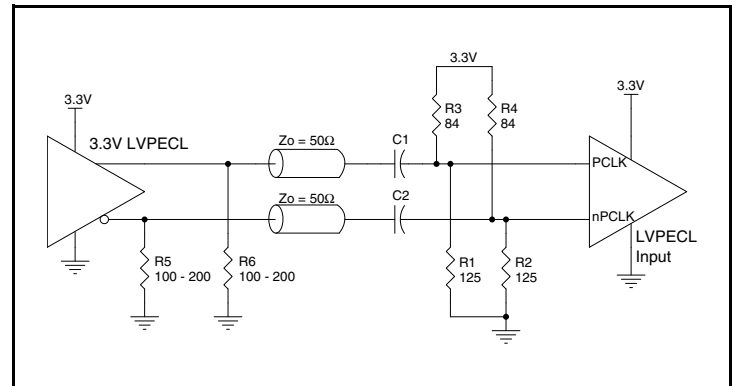 3.3V
3.3V LVPECL
Zo = 50Ω
C1
3.3V
R3
84
R4
84
3.3V
PCLK
Zo = 50Ω
C2
nPCLK
LVPECL
Input
R5
100 - 200
R6
100 - 200
R1
125
R2
125